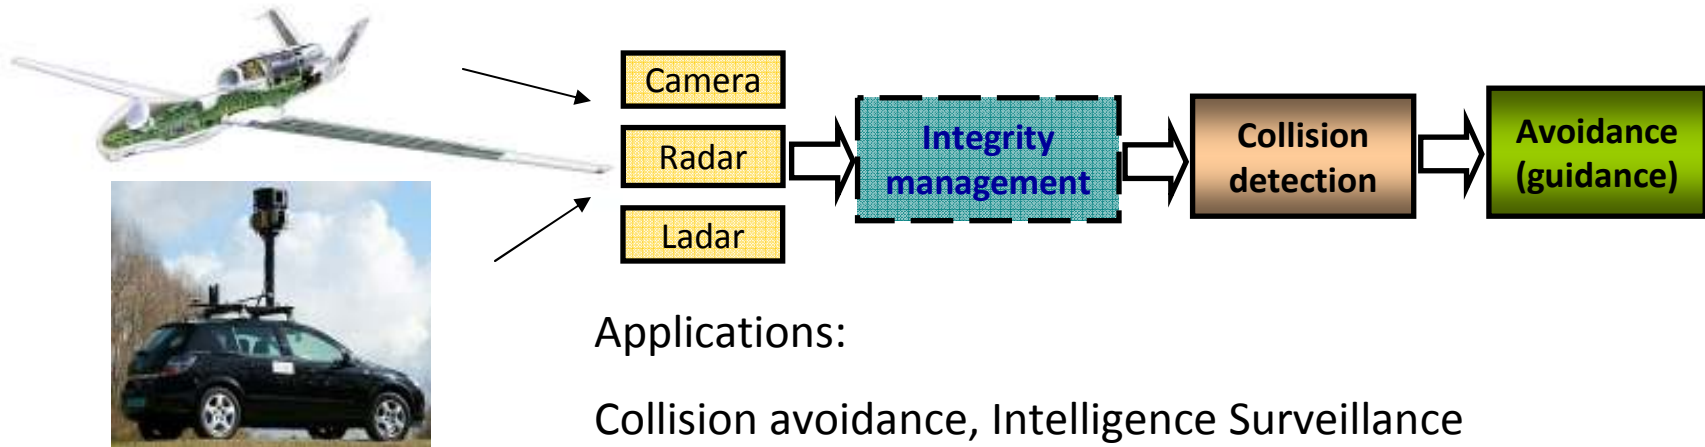 Camera
Radar
Ladar
Integrity
management
Collision
detection
Avoidance
(guidance)
Applications:
Collision avoidance, Intelligence Surveillance